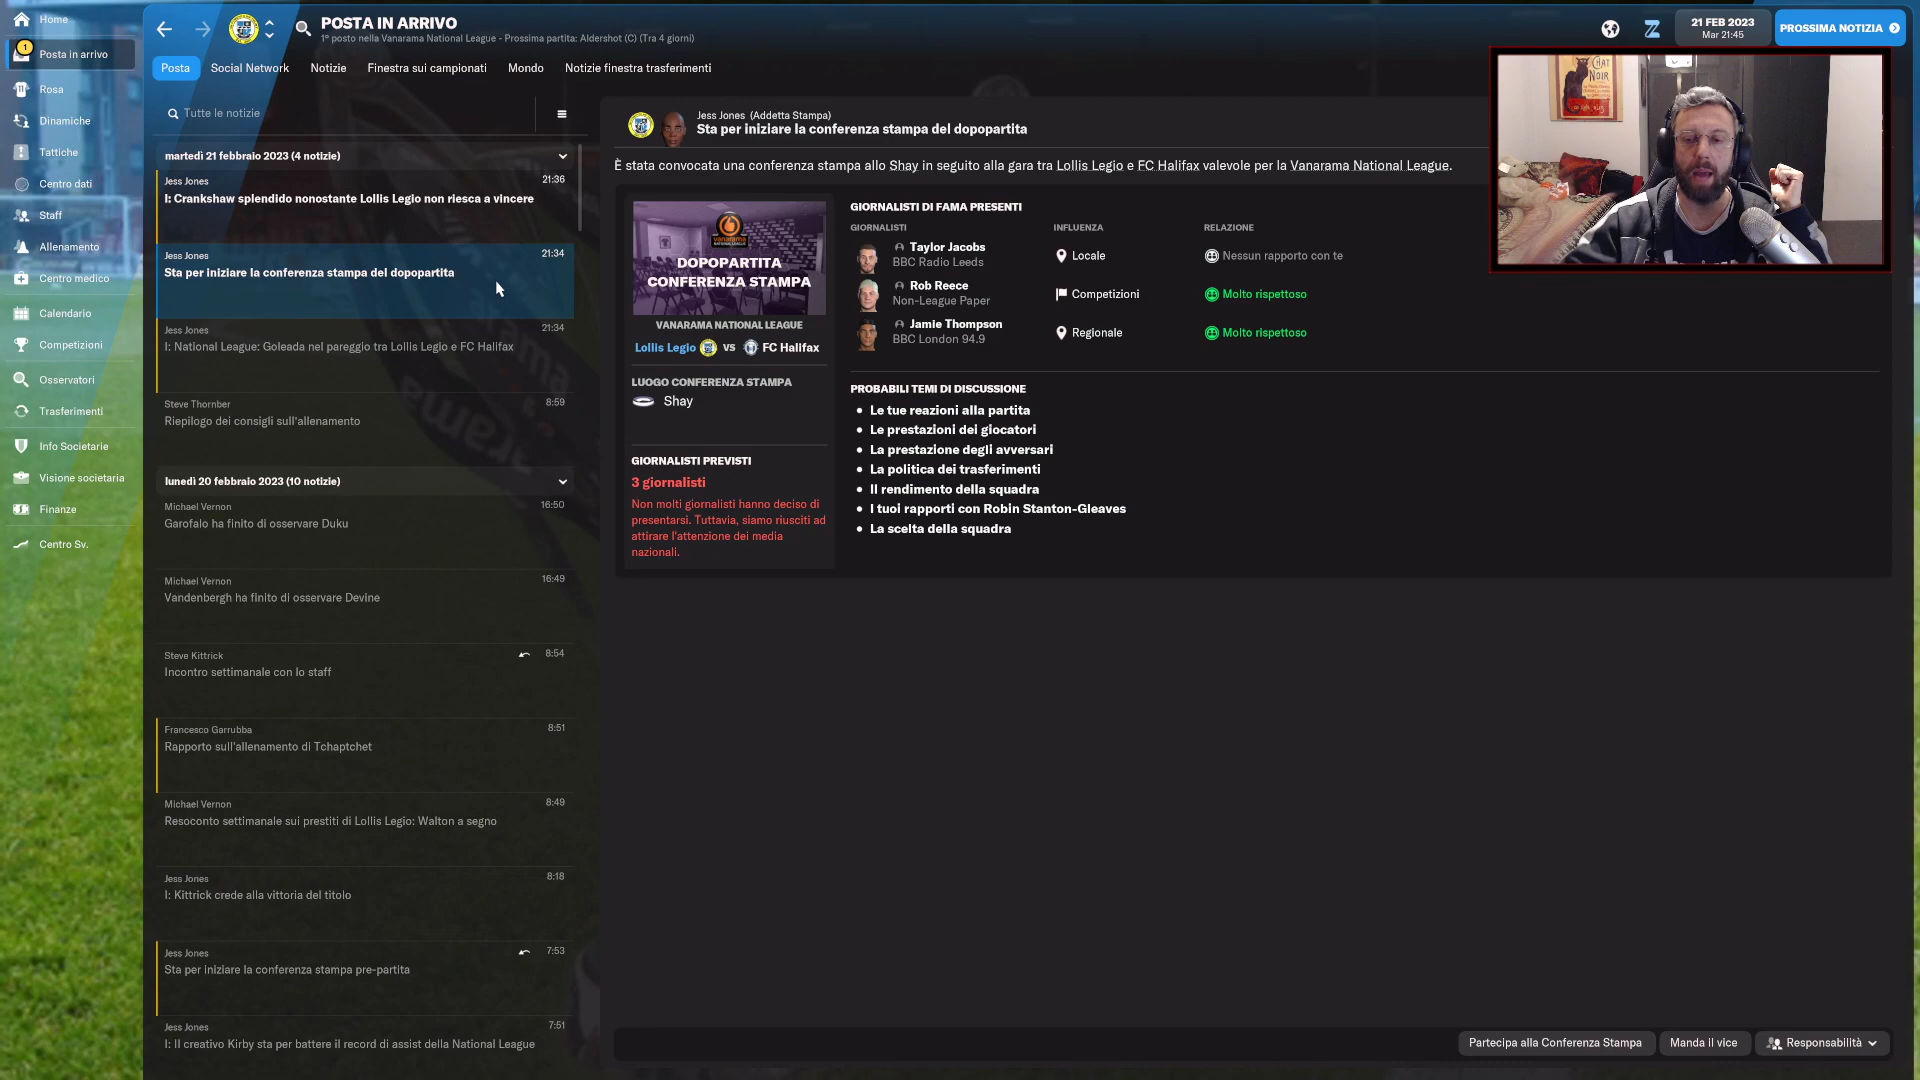 Home
1
Posta in arrivo
Rosa
Dinamiche
Tattiche
Centro dati
Staff
Allenamento
Centro medico
Calendario
Competizioni
Osservatori
Trasferimenti
Info Societarie
Visione societaria
Finanze
Centro Sv.
POSTA IN ARRIVO
1° posto nella Vanarama National League - Prossima partita: Aldershot (C) (Tra 4 giorni)
21 FEB 2023
Mar 21:45
PROSSIMA NOTIZIA
Posta
Social Network
Notizie
Finestra sui campionati
Mondo
Notizie finestra trasferimenti
Tutte le notizie
martedì 21 febbraio 2023 (4 notizie)
Jess Jones 21:36
I: Crankshaw splendido nonostante Lollis Legio non riesca a vincere
Jess Jones 21:34
Sta per iniziare la conferenza stampa del dopopartita
Jess Jones 21:34
I: National League: Goleada nel pareggio tra Lollis Legio e FC Halifax
Steve Thornber 8:59
Riepilogo dei consigli sull'allenamento
lunedì 20 febbraio 2023 (10 notizie)
Michael Vernon 16:50
Garofalo ha finito di osservare Duku
Michael Vernon 16:49
Vandenbergh ha finito di osservare Devine
Steve Kittrick 8:54
Incontro settimanale con lo staff
Francesco Garrubba 8:51
Rapporto sull'allenamento di Tchaptchet
Michael Vernon 8:49
Resoconto settimanale sui prestiti di Lollis Legio: Walton a segno
Jess Jones 8:18
I: Kittrick crede alla vittoria del titolo
Jess Jones 7:53
Sta per iniziare la conferenza stampa pre-partita
Jess Jones 7:51
I: Il creativo Kirby sta per battere il record di assist della National League
Jess Jones (Addetta Stampa)
Sta per iniziare la conferenza stampa del dopopartita
È stata convocata una conferenza stampa allo Shay in seguito alla gara tra Lollis Legio e FC Halifax valevole per la Vanarama National League.
vanarama
NATIONAL LEAGUE
DOPOPARTITA
CONFERENZA STAMPA
VANARAMA NATIONAL LEAGUE
Lollis Legio VS FC Halifax
LUOGO CONFERENZA STAMPA
Shay
GIORNALISTI PREVISTI
3 giornalisti
Non molti giornalisti hanno deciso di
presentarsi. Tuttavia, siamo riusciti ad
attirare l'attenzione dei media
nazionali.
GIORNALISTI DI FAMA PRESENTI
GIORNALISTI INFLUENZA RELAZIONE
Taylor Jacobs
BBC Radio Leeds
Locale
Nessun rapporto con te
Rob Reece
Non-League Paper
Competizioni
Molto rispettoso
Jamie Thompson
BBC London 94.9
Regionale
Molto rispettoso
PROBABILI TEMI DI DISCUSSIONE
• Le tue reazioni alla partita
• Le prestazioni dei giocatori
• La prestazione degli avversari
• La politica dei trasferimenti
• Il rendimento della squadra
• I tuoi rapporti con Robin Stanton-Gleaves
• La scelta della squadra
CHAT
NOIR
Partecipa alla Conferenza Stampa
Manda il vice
Responsabilità